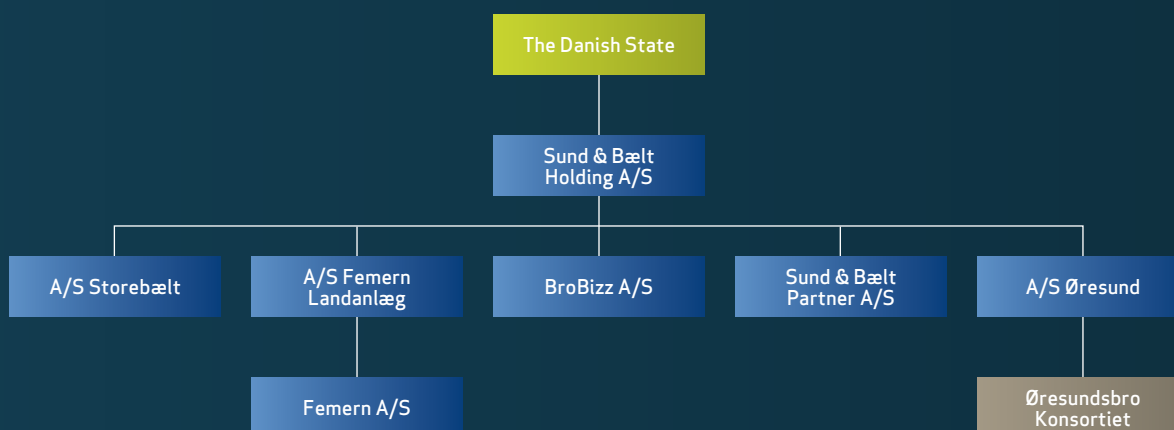 The Danish State
Sund & Bælt
Holding A/S
A/S Storebælt
A/S Femern
Landanlæg
BroBizz A/S
Sund & Bælt
Partner A/S
A/S Øresund
Femern A/S
Øresundsbro
Konsortiet